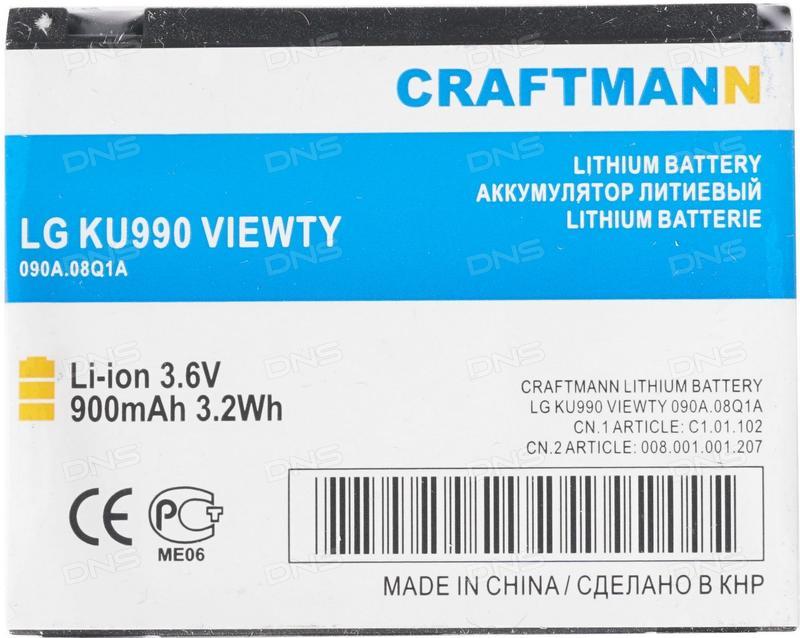 CRAFTMANN
LITHIUM BATTERY
АККУМУЛЯТОР ЛИТИЕВЫЙ
LITHIUM BATTERIE
LG KU990 VIEWTY
090A.08Q1A
Li-ion 3.6V
900mAh 3.2Wh
CRAFTMANN LITHIUM BATTERY
LG KU990 VIEWTY 090A.08Q1A
CN.1 ARTICLE: C1.01.102
CN.2 ARTICLE: 008.001.001.207
CE РСТ
ME06
MADE IN CHINA / СДЕЛАНО В КНР
DNS